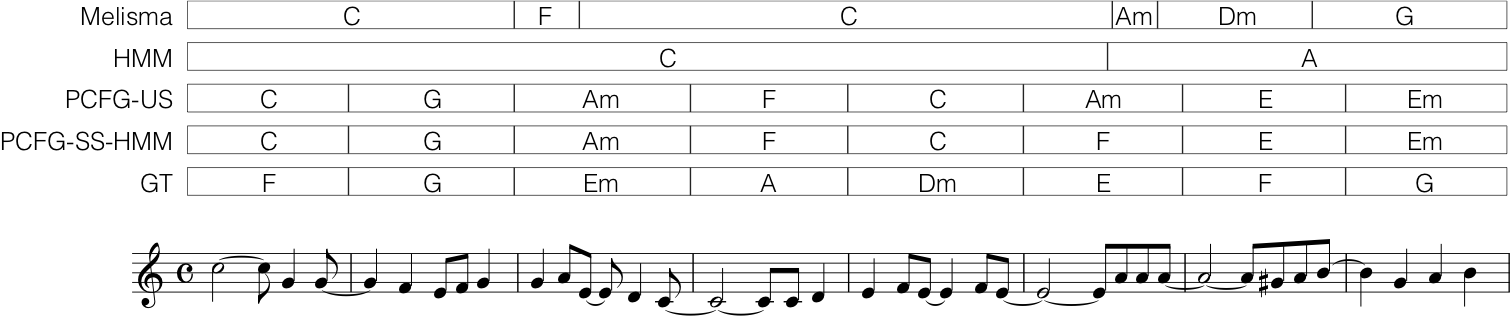 Melisma C F C Am Dm G
HMM C A
PCFG-US C G Am F C Am E Em
PCFG-SS-HMM C G Am F C F E Em
GT F G Em A Dm E F G